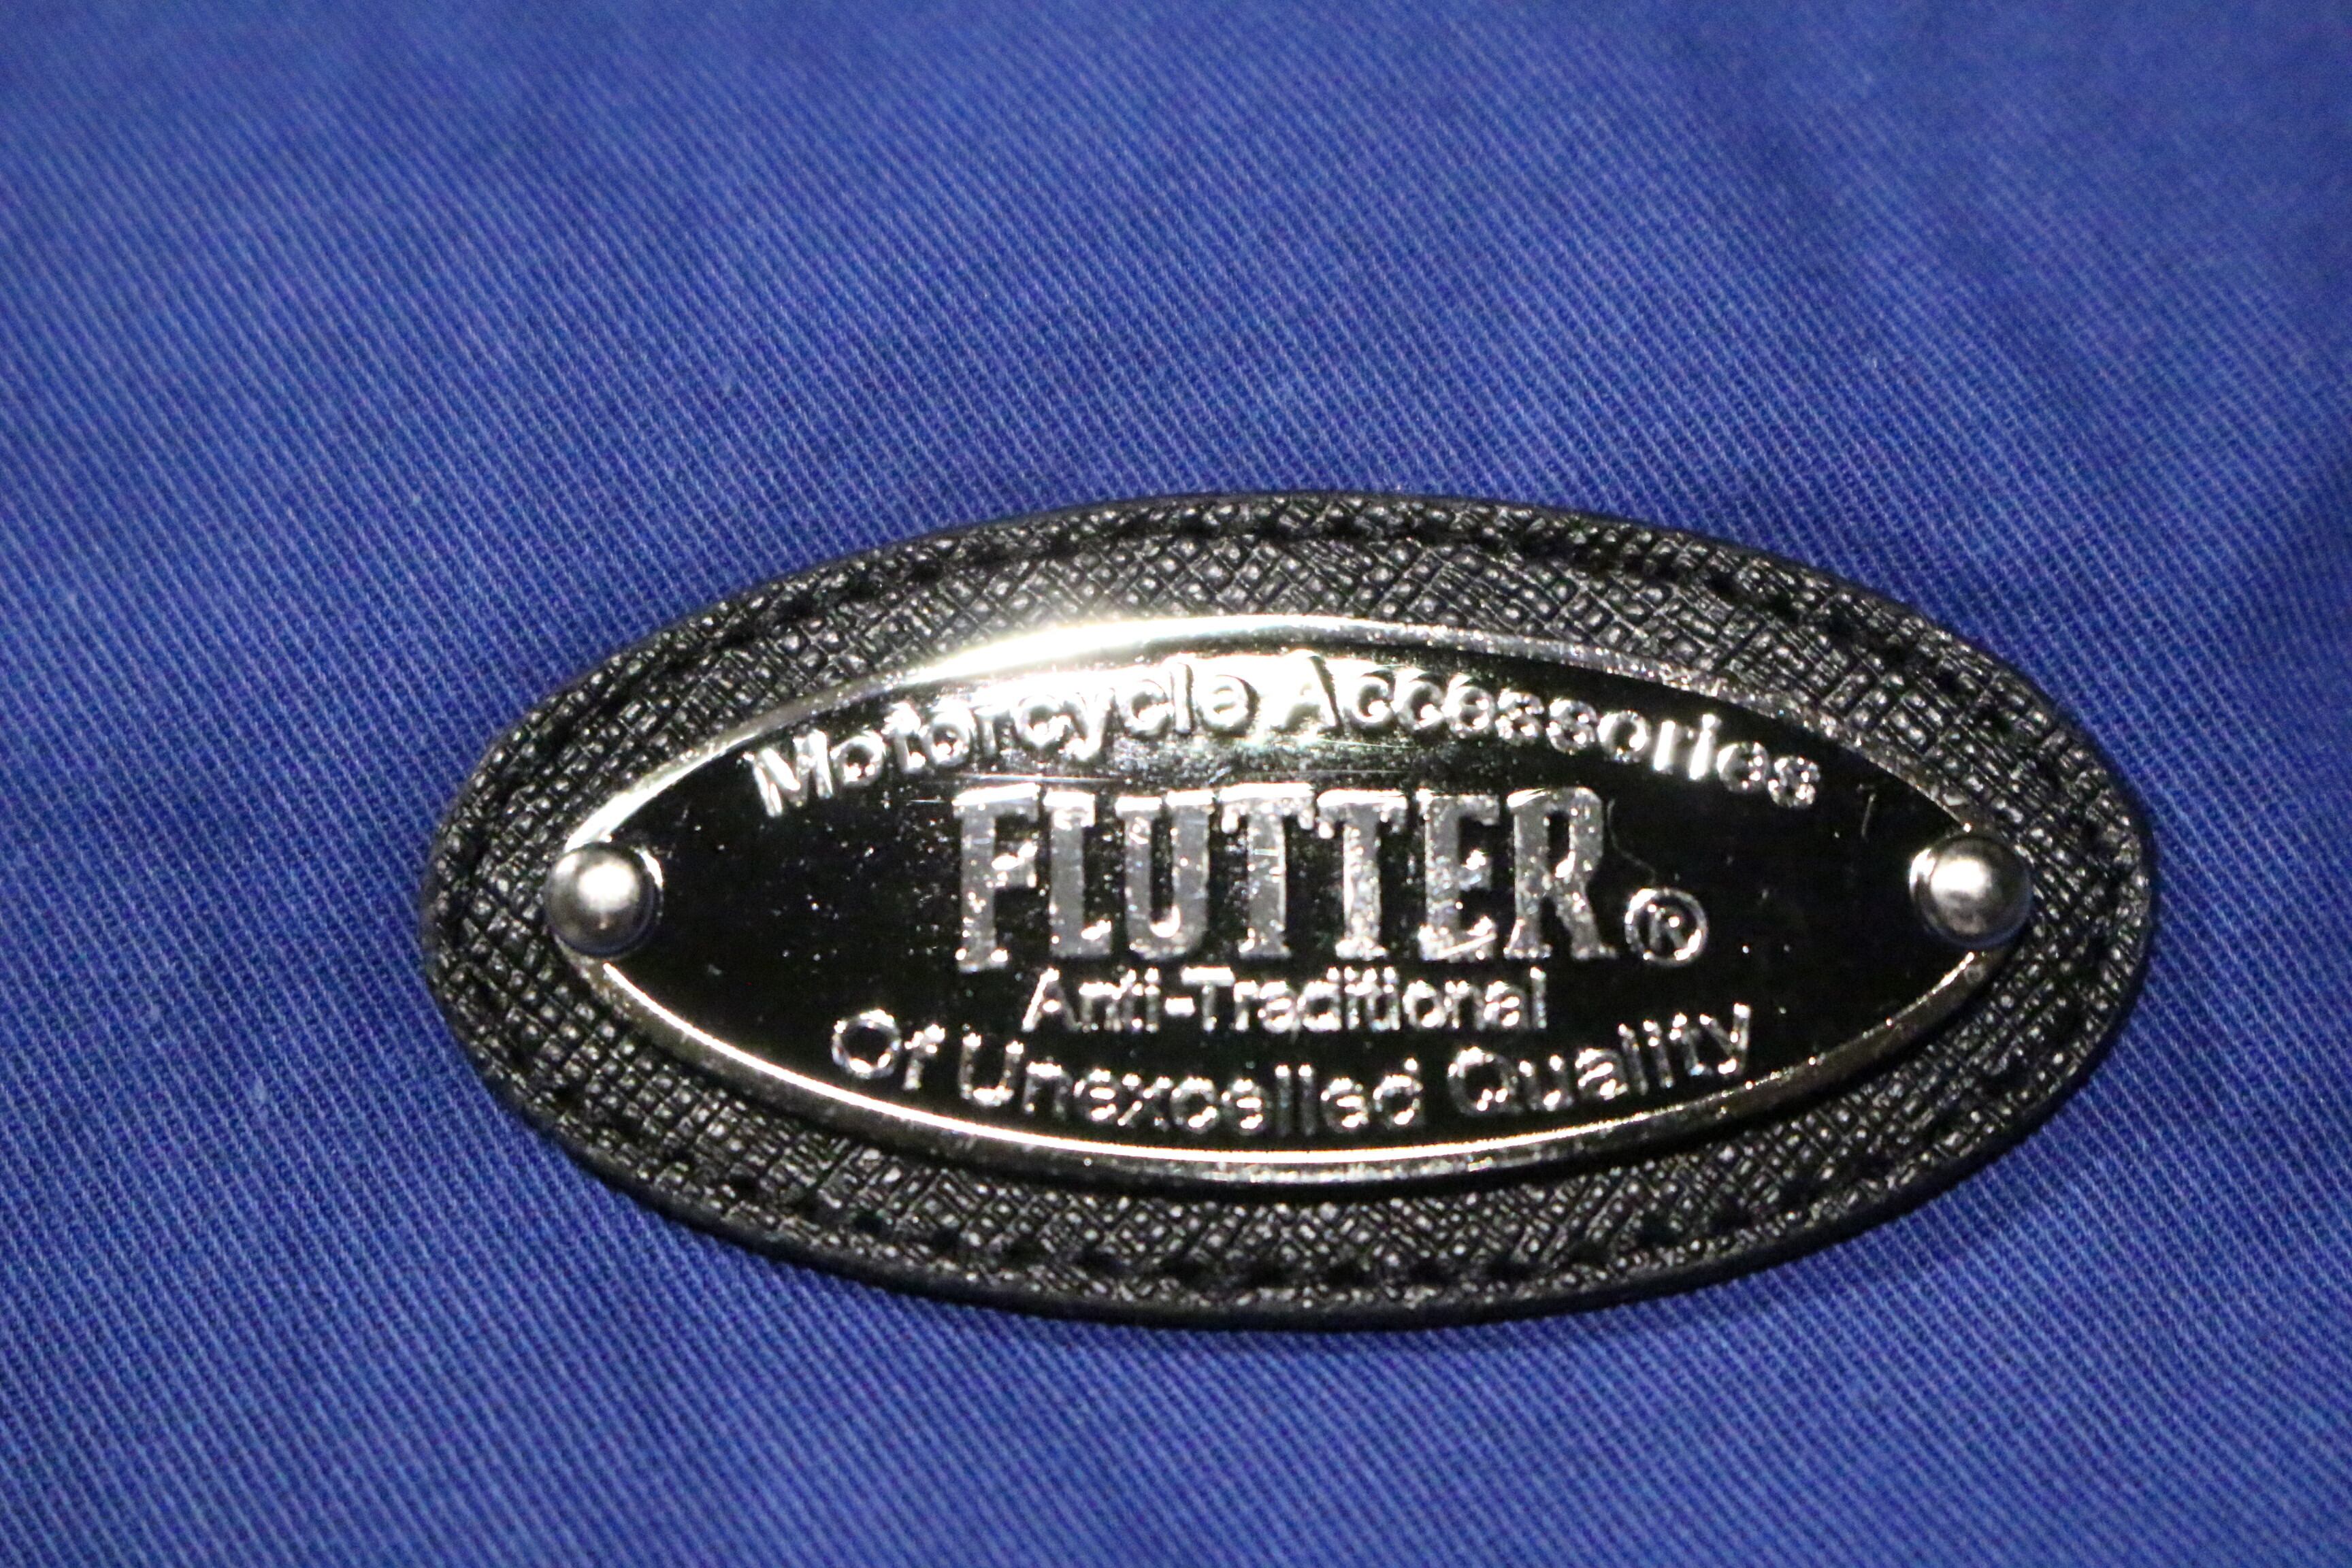 Motorcycle Accessories
FLUTTER®
Anti-Traditional
Of Unexcelled Quality